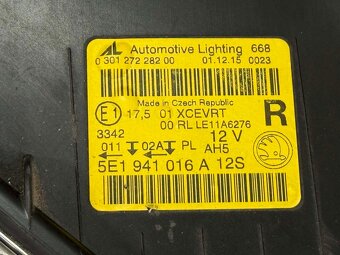 AL Automotive Lighting 668
0 301 272 282 00 01.12.15 0023
Made in Czech Republic
E1 17,5 01 XCEVRT R
00 RL LE11A6276
3342 12 V
011 02A PL AH5
5E1 941 016 A 12S